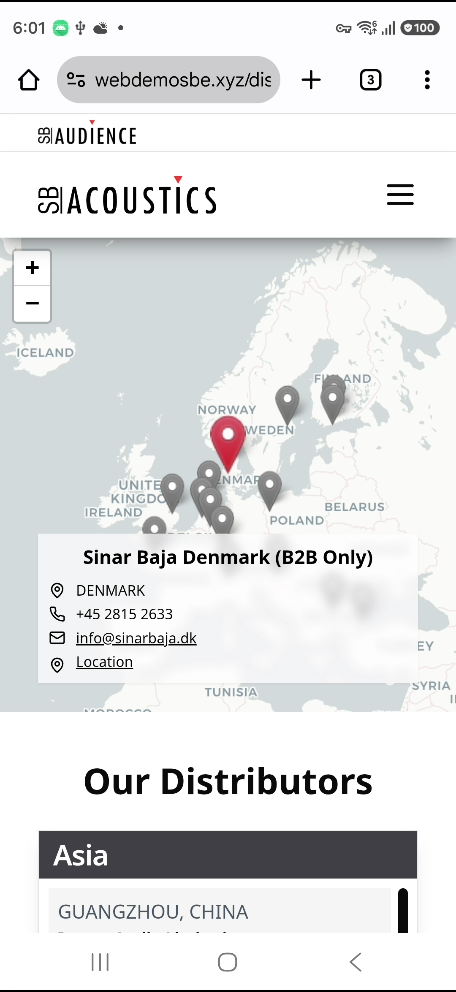 6:01
100
webdemosbe.xyz/dis
3
SB AUDIENCE
SB ACOUSTICS
+
−
ICELAND
FINLAND
NORWAY
SWEDEN
DENMARK
UNITED
KINGDOM
IRELAND
BELARUS
POLAND
Sinar Baja Denmark (B2B Only)
DENMARK
+45 2815 2633
info@sinarbaja.dk
Location
EY
SYRIA
TUNISIA
MOROCCO
Our Distributors
Asia
GUANGZHOU, CHINA